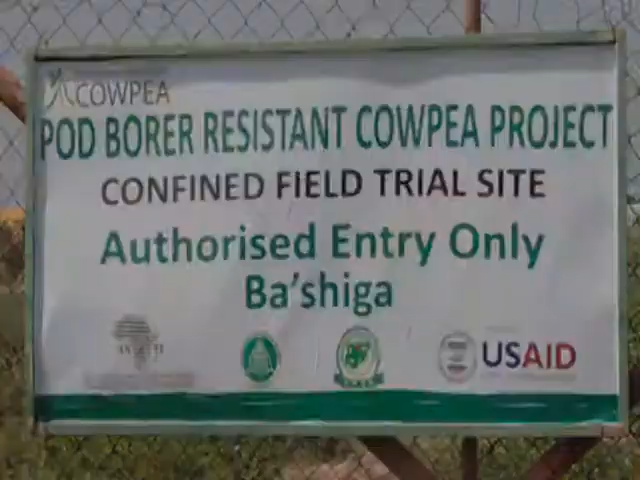 COWPEA
POD BORER RESISTANT COWPEA PROJECT
CONFINED FIELD TRIAL SITE
Authorised Entry Only
Ba'shiga
USAID